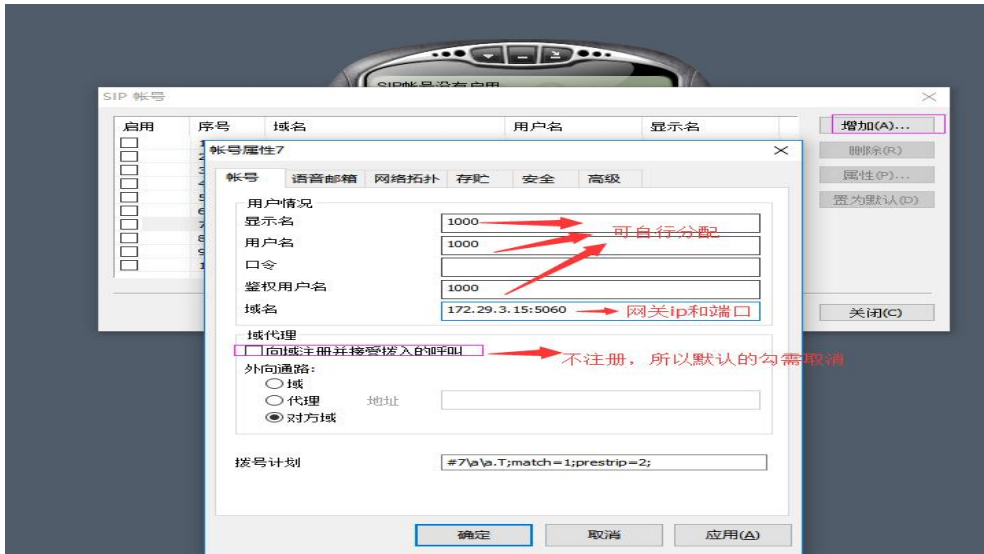 SIP帐号没有启用
SIP 帐号
启用 序号 域名 用户名 显示名
增加(A)...
删除(R)
属性(P)...
置为默认(D)
关闭(C)
帐号属性7
帐号 语音邮箱 网络拓扑 存贮 安全 高级
用户情况
显示名 1000
用户名 1000
可自行分配
口令
鉴权用户名 1000
域名 172.29.3.15:5060 网关ip和端口
域代理
向域注册并接受拨入的呼叫
不注册，所以默认的勾需取消
外向通路:
域
代理 地址
对方域
拨号计划 #7\a\a.T;match=1;prestrip=2;
确定 取消 应用(A)